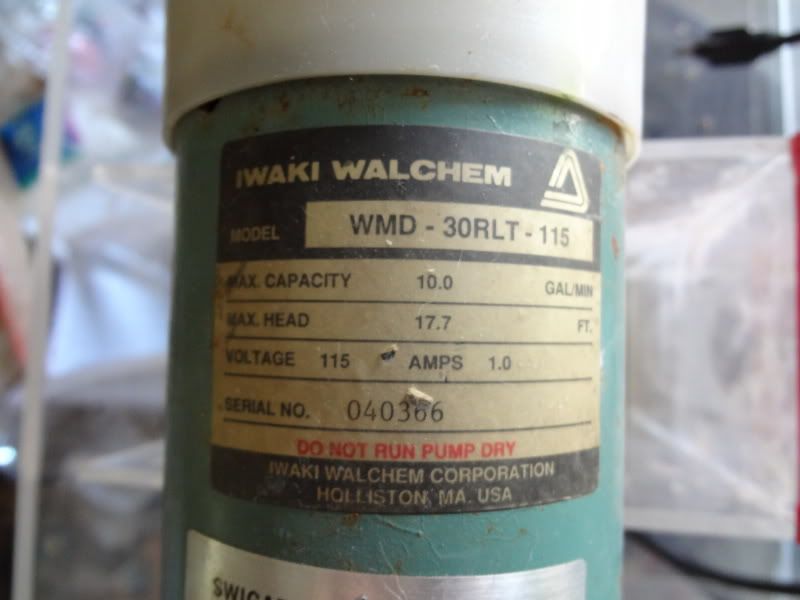 IWAKI WALCHEM
MODEL WMD - 30RLT - 115
MAX. CAPACITY 10.0 GAL/MIN
MAX. HEAD 17.7 FT.
VOLTAGE 115 AMPS 1.0
SERIAL NO. 040366
DO NOT RUN PUMP DRY
IWAKI WALCHEM CORPORATION
HOLLISTON, MA. USA